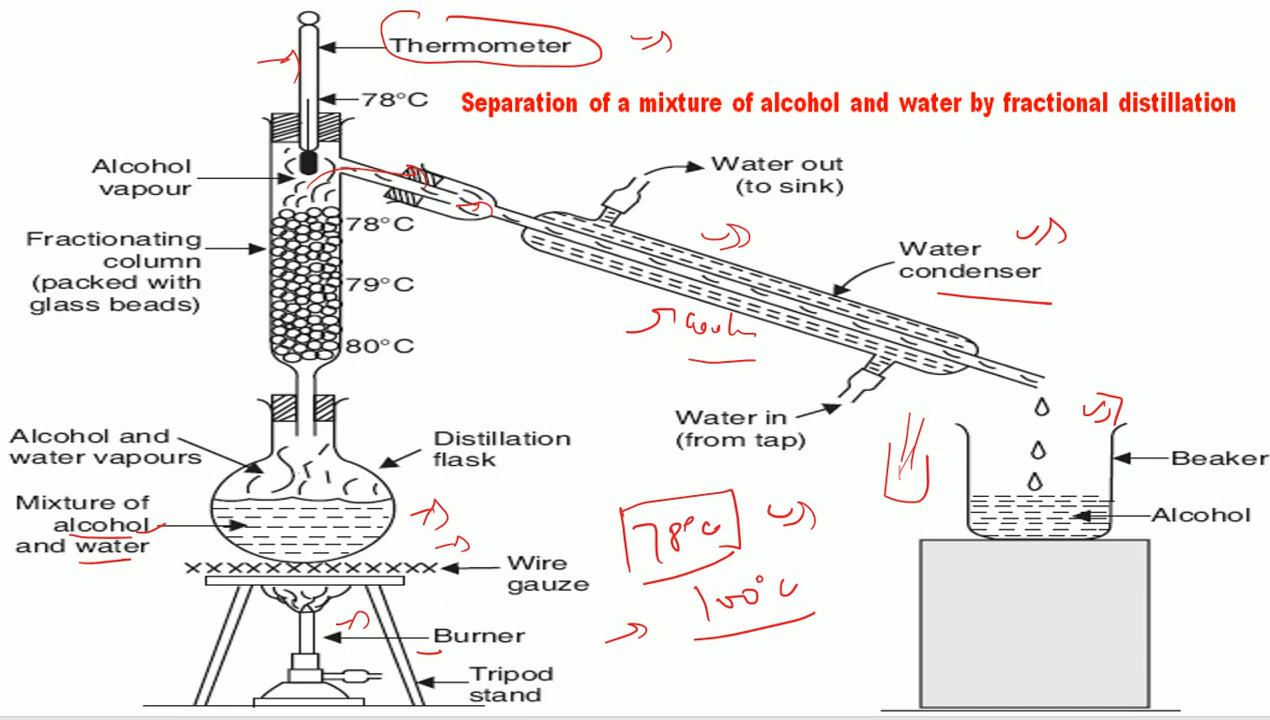 Thermometer
78°C
Separation of a mixture of alcohol and water by fractional distillation
Alcohol
vapour
Water out
(to sink)
78°C
Fractionating
column
(packed with
glass beads)
79°C
80°C
Water
condenser
Water in
(from tap)
Alcohol and
water vapours
Distillation
flask
Mixture of
alcohol
and water
Beaker
Alcohol
78°C
100°C
Wire
gauze
Burner
Tripod
stand